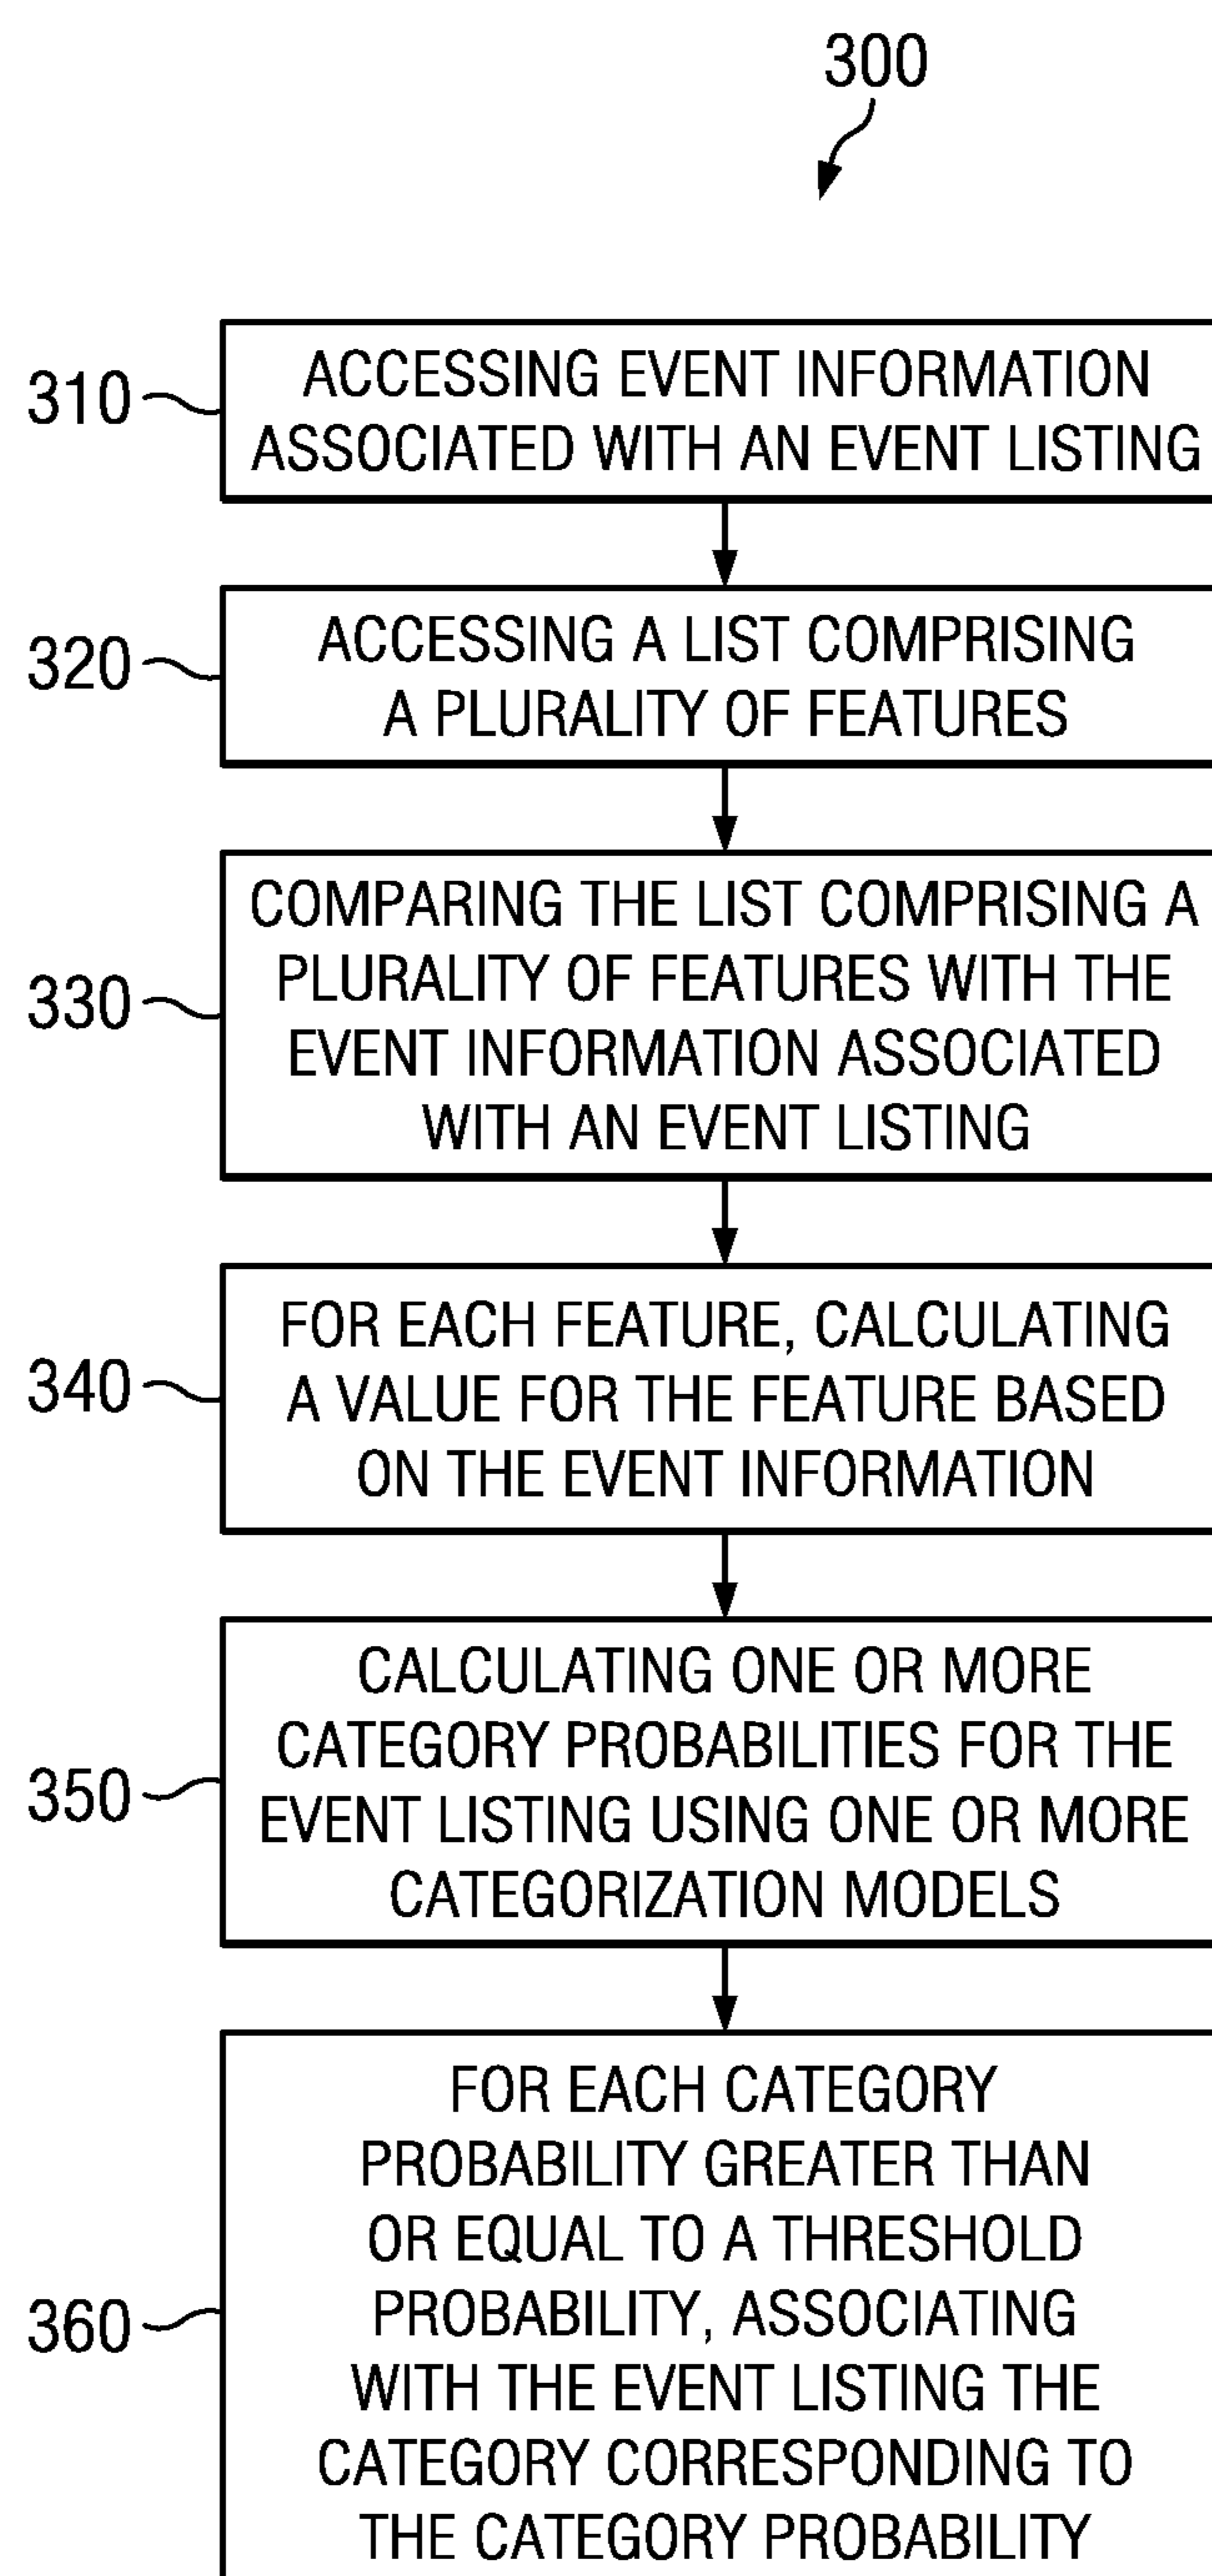 300
310
ACCESSING EVENT INFORMATION
ASSOCIATED WITH AN EVENT LISTING
320
ACCESSING A LIST COMPRISING
A PLURALITY OF FEATURES
330
COMPARING THE LIST COMPRISING A
PLURALITY OF FEATURES WITH THE
EVENT INFORMATION ASSOCIATED
WITH AN EVENT LISTING
340
FOR EACH FEATURE, CALCULATING
A VALUE FOR THE FEATURE BASED
ON THE EVENT INFORMATION
350
CALCULATING ONE OR MORE
CATEGORY PROBABILITIES FOR THE
EVENT LISTING USING ONE OR MORE
CATEGORIZATION MODELS
360
FOR EACH CATEGORY
PROBABILITY GREATER THAN
OR EQUAL TO A THRESHOLD
PROBABILITY, ASSOCIATING
WITH THE EVENT LISTING THE
CATEGORY CORRESPONDING TO
THE CATEGORY PROBABILITY